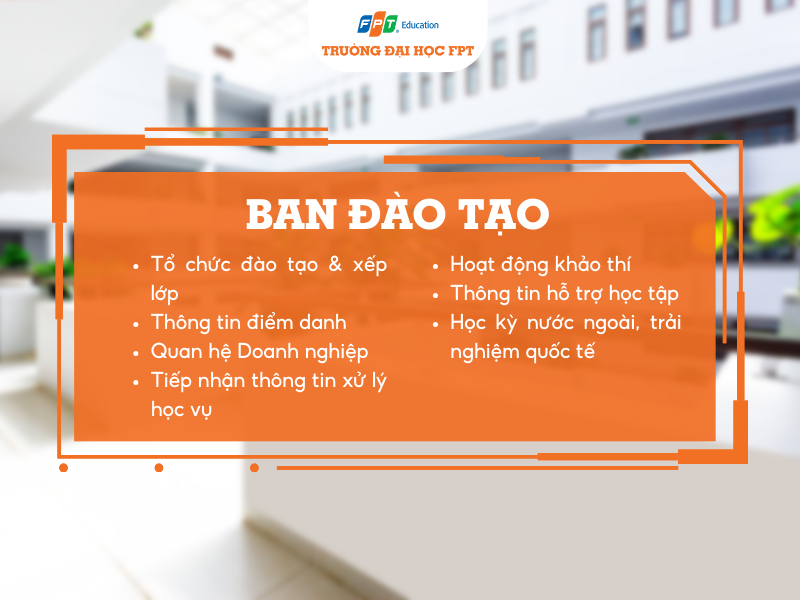 FPT Education
TRƯỜNG ĐẠI HỌC FPT
BAN ĐÀO TẠO
• Tổ chức đào tạo & xếp
lớp
• Thông tin điểm danh
• Quan hệ Doanh nghiệp
• Tiếp nhận thông tin xử lý
học vụ
• Hoạt động khảo thí
• Thông tin hỗ trợ học tập
• Học kỳ nước ngoài, trải
nghiệm quốc tế